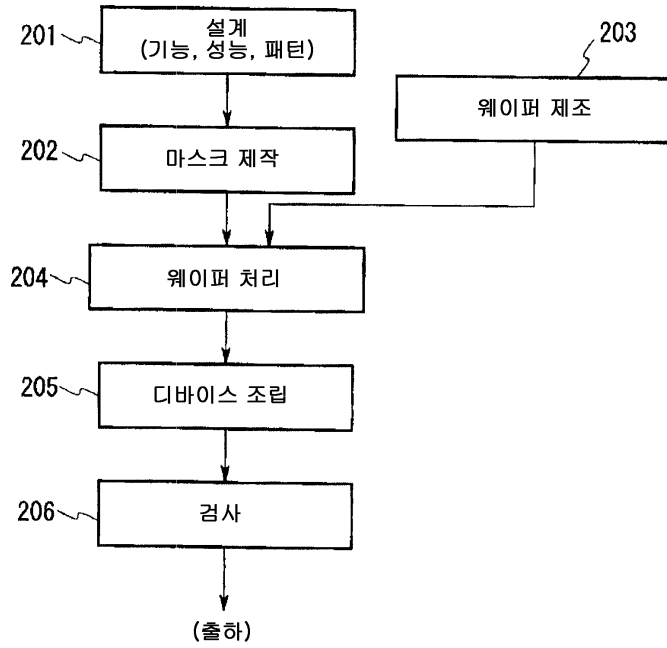 201
설계
(기능, 성능, 패턴)
203
웨이퍼 제조
202
마스크 제작
204
웨이퍼 처리
205
디바이스 조립
206
검사
(출하)